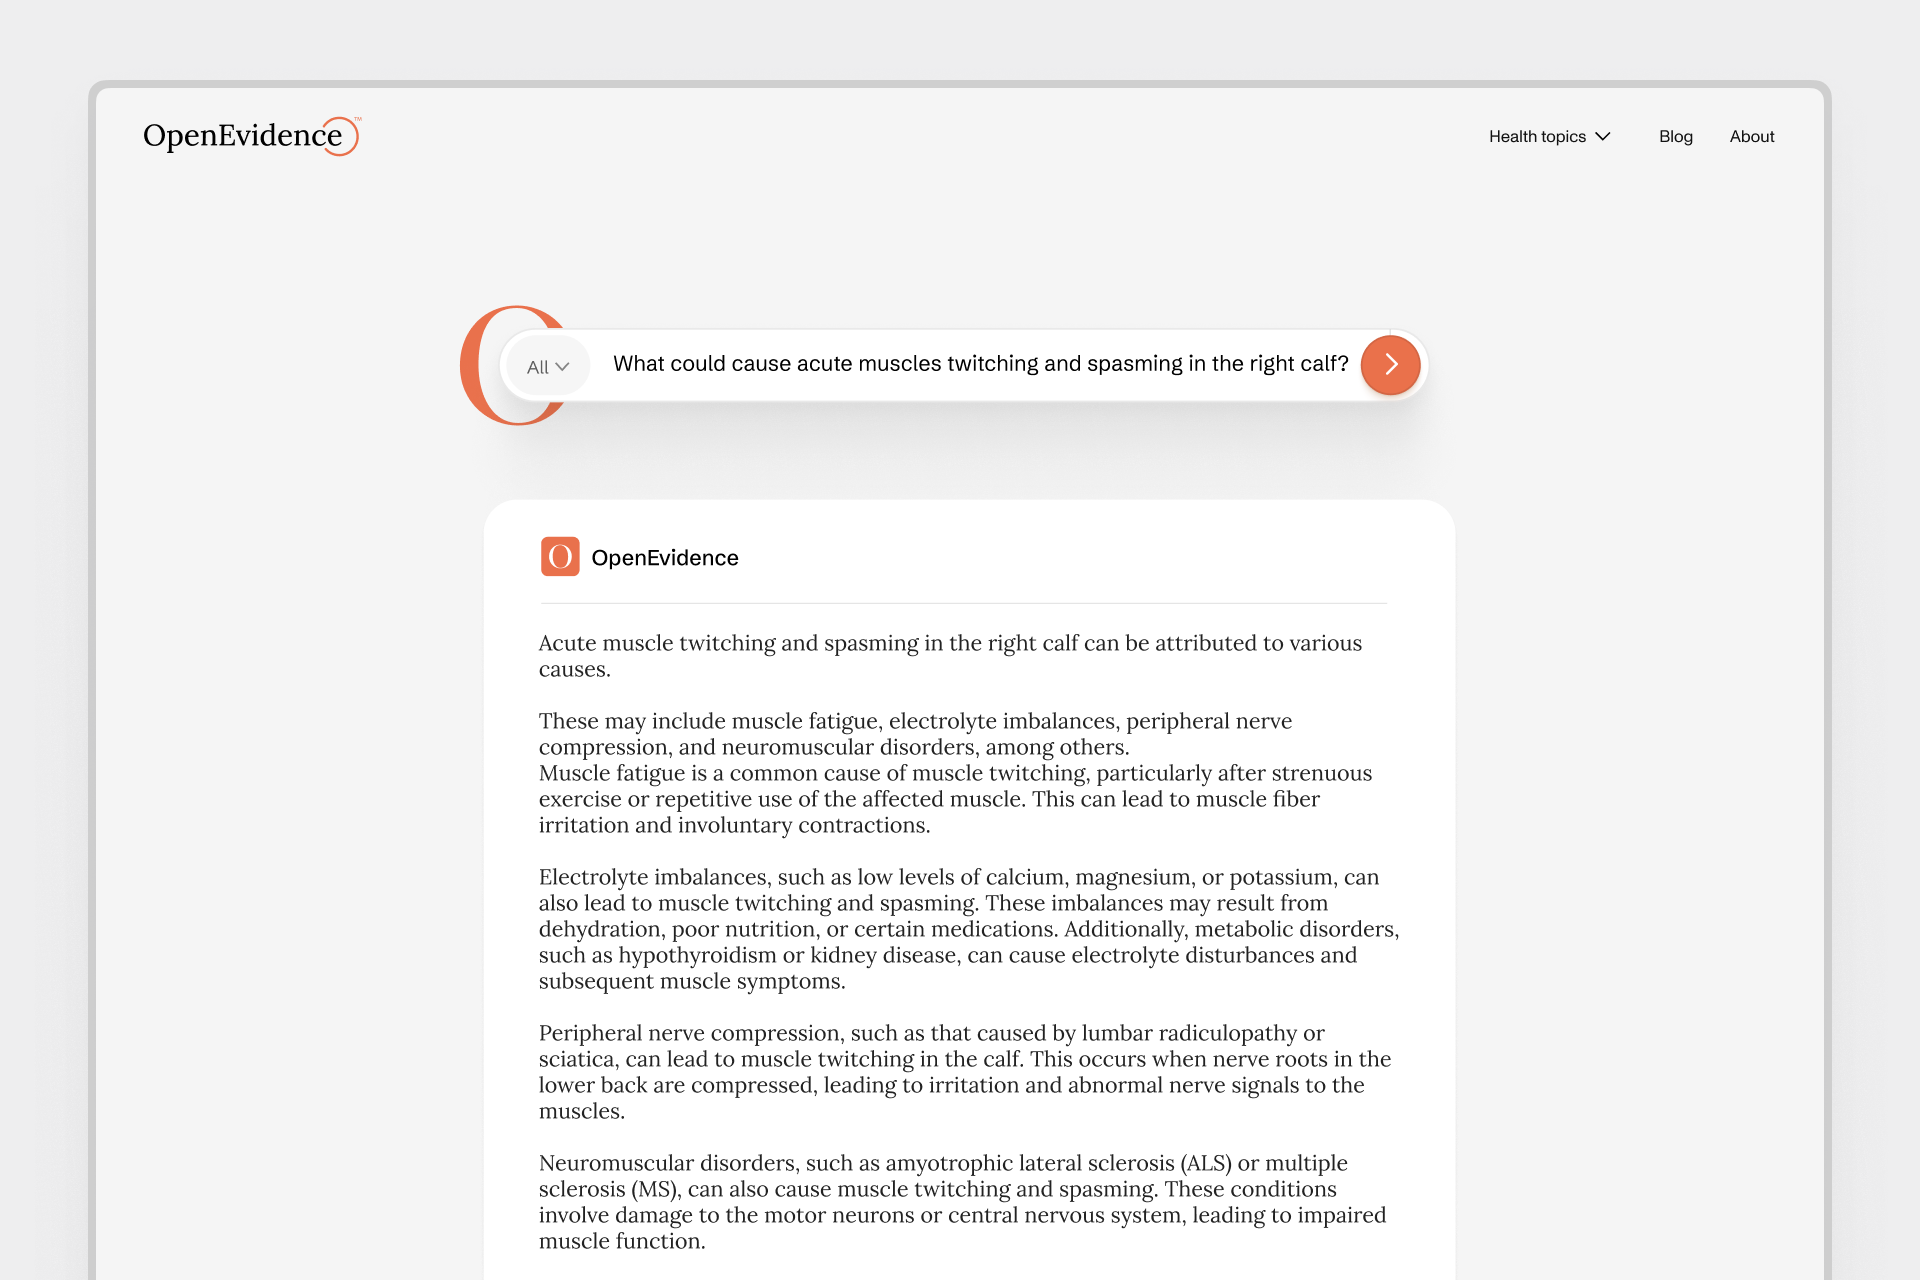 OpenEvidence™
Health topics
Blog
About
All
What could cause acute muscles twitching and spasming in the right calf?
OpenEvidence
Acute muscle twitching and spasming in the right calf can be attributed to various
causes.
These may include muscle fatigue, electrolyte imbalances, peripheral nerve
compression, and neuromuscular disorders, among others.
Muscle fatigue is a common cause of muscle twitching, particularly after strenuous
exercise or repetitive use of the affected muscle. This can lead to muscle fiber
irritation and involuntary contractions.
Electrolyte imbalances, such as low levels of calcium, magnesium, or potassium, can
also lead to muscle twitching and spasming. These imbalances may result from
dehydration, poor nutrition, or certain medications. Additionally, metabolic disorders,
such as hypothyroidism or kidney disease, can cause electrolyte disturbances and
subsequent muscle symptoms.
Peripheral nerve compression, such as that caused by lumbar radiculopathy or
sciatica, can lead to muscle twitching in the calf. This occurs when nerve roots in the
lower back are compressed, leading to irritation and abnormal nerve signals to the
muscles.
Neuromuscular disorders, such as amyotrophic lateral sclerosis (ALS) or multiple
sclerosis (MS), can also cause muscle twitching and spasming. These conditions
involve damage to the motor neurons or central nervous system, leading to impaired
muscle function.